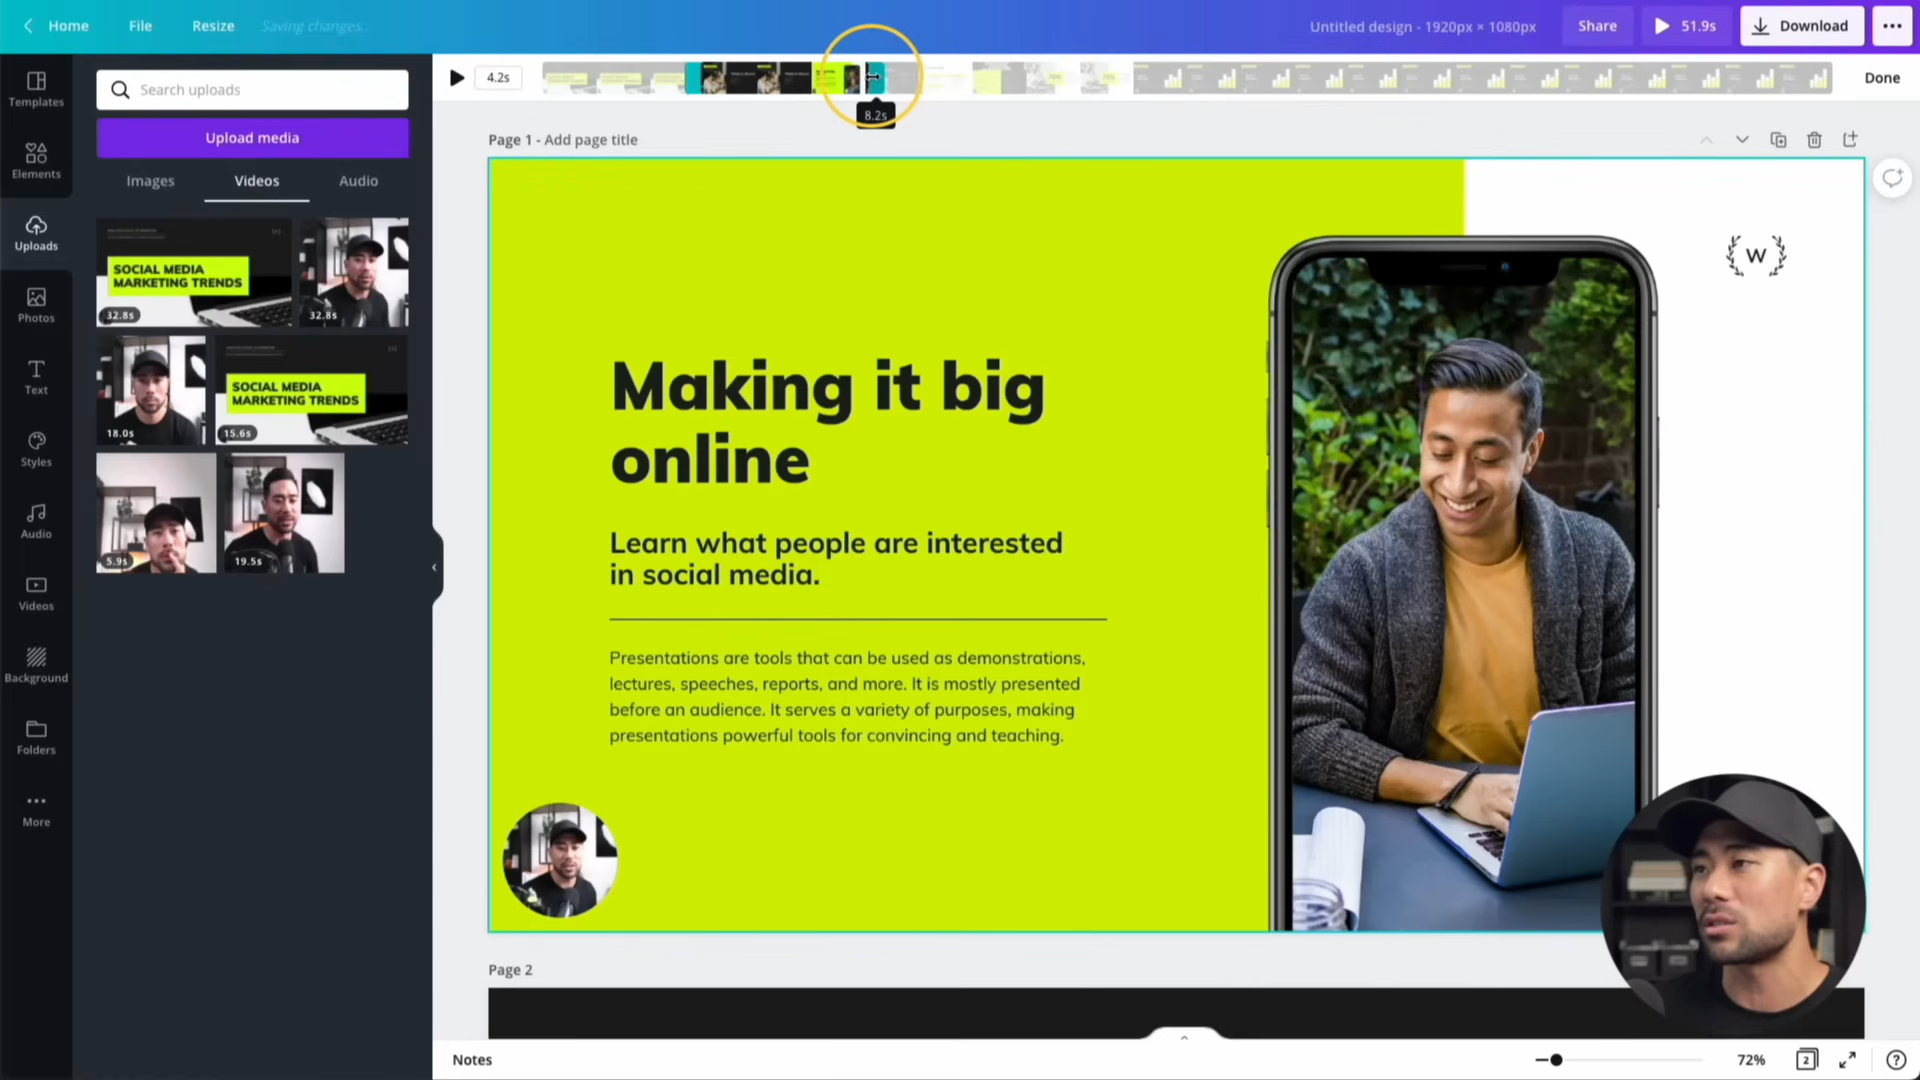 Home
File
Resize
Saving changes...
Untitled design - 1920px × 1080px
Share
51.9s
Download
Templates
Elements
Uploads
Photos
Text
Styles
Audio
Videos
Background
Folders
More
Search uploads
Upload media
Images
Videos
Audio
SOCIAL MEDIA
MARKETING TRENDS
32.8s
32.8s
18.0s
SOCIAL MEDIA
MARKETING TRENDS
15.6s
5.9s
19.5s
4.2s
8.2s
Done
Page 1 - Add page title
W
Making it big
online
Learn what people are interested
in social media.
Presentations are tools that can be used as demonstrations,
lectures, speeches, reports, and more. It is mostly presented
before an audience. It serves a variety of purposes, making
presentations powerful tools for convincing and teaching.
Page 2
Notes
72%
2